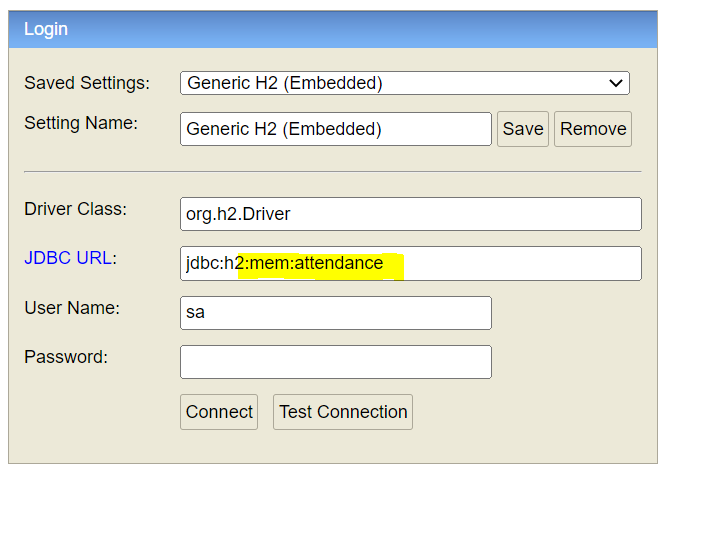 Login
Saved Settings: Generic H2 (Embedded)
Setting Name: Generic H2 (Embedded) Save Remove
Driver Class: org.h2.Driver
JDBC URL: jdbc:h2:mem:attendance
User Name: sa
Password:
Connect Test Connection